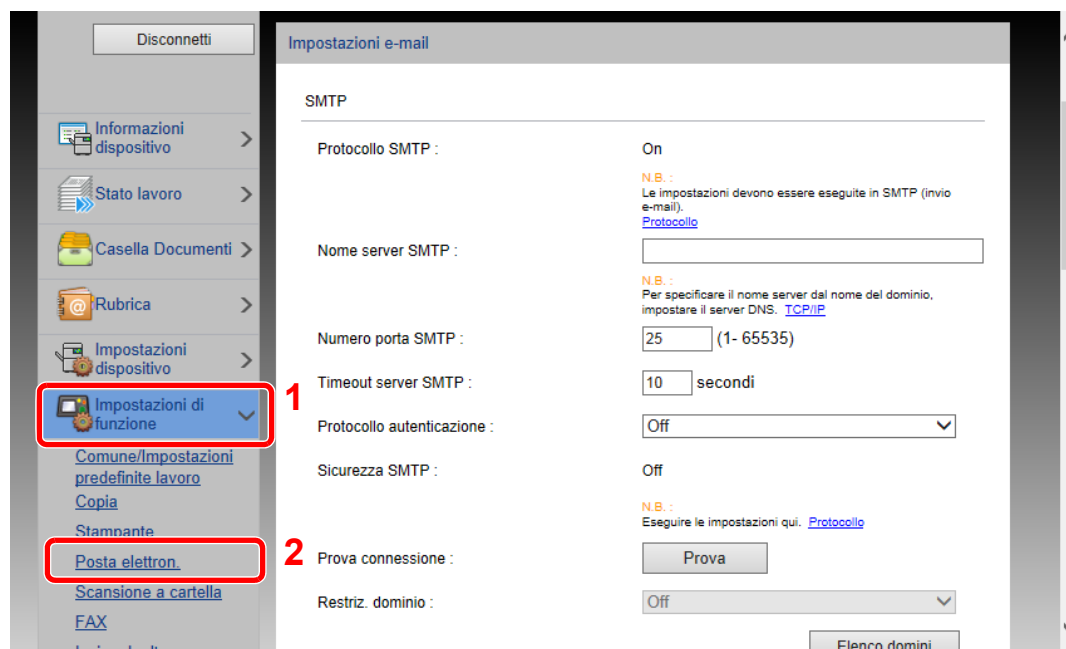 Disconnetti
Informazioni
dispositivo
Stato lavoro
Casella Documenti
Rubrica
Impostazioni
dispositivo
Impostazioni di
funzione
1
Comune/Impostazioni
predefinite lavoro
Copia
Stampante
Posta elettron.
2
Scansione a cartella
FAX
Impostazioni e-mail
SMTP
Protocollo SMTP :
On
N.B. :
Le impostazioni devono essere eseguite in SMTP (invio
e-mail).
Protocollo
Nome server SMTP :
N.B. :
Per specificare il nome server dal nome del dominio,
impostare il server DNS. TCP/IP
Numero porta SMTP :
25 (1- 65535)
Timeout server SMTP :
10 secondi
Protocollo autenticazione :
Off
Sicurezza SMTP :
Off
N.B. :
Eseguire le impostazioni qui. Protocollo
Prova connessione :
Prova
Restriz. dominio :
Off
Elenco domini